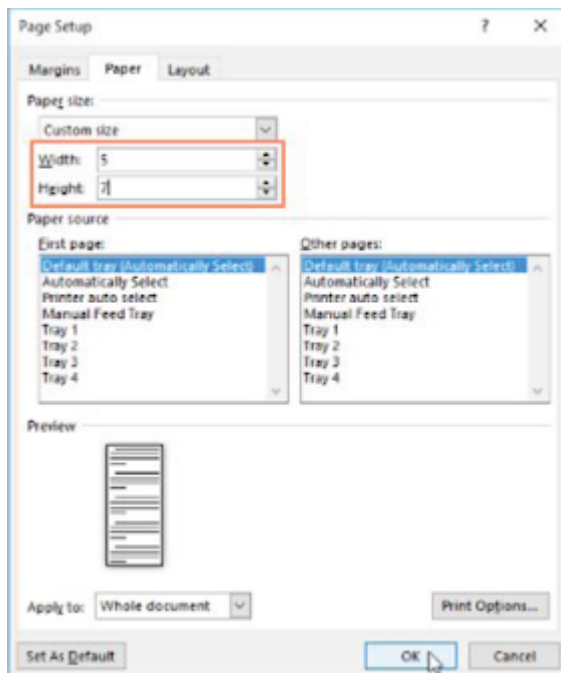 Page Setup ? ×
Margins Paper Layout
Paper size:
Custom size
Width: 5
Height: 7
Paper source
First page: Other pages:
Default tray (Automatically Select) Default tray (Automatically Select)
Automatically Select Automatically Select
Printer auto select Printer auto select
Manual Feed Tray Manual Feed Tray
Tray 1 Tray 1
Tray 2 Tray 2
Tray 3 Tray 3
Tray 4 Tray 4
Preview
Apply to: Whole document Print Options...
Set As Default OK Cancel